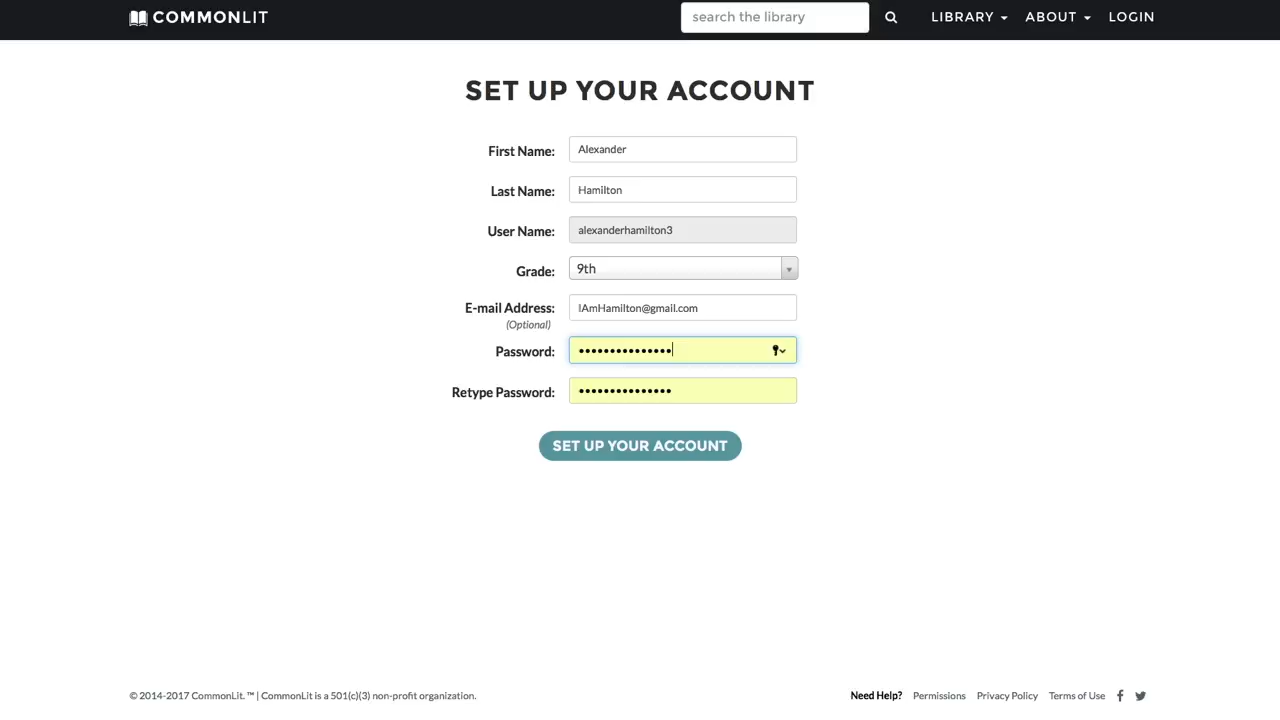 COMMONLIT
search the library
LIBRARY
ABOUT
LOGIN
SET UP YOUR ACCOUNT
First Name: Alexander
Last Name: Hamilton
User Name: alexanderhamilton3
Grade: 9th
E-mail Address: IAmHamilton@gmail.com
(Optional)
Password: •••••••••••••••
Retype Password: •••••••••••••••
SET UP YOUR ACCOUNT
© 2014-2017 CommonLit. ™ | CommonLit is a 501(c)(3) non-profit organization.
Need Help? Permissions Privacy Policy Terms of Use